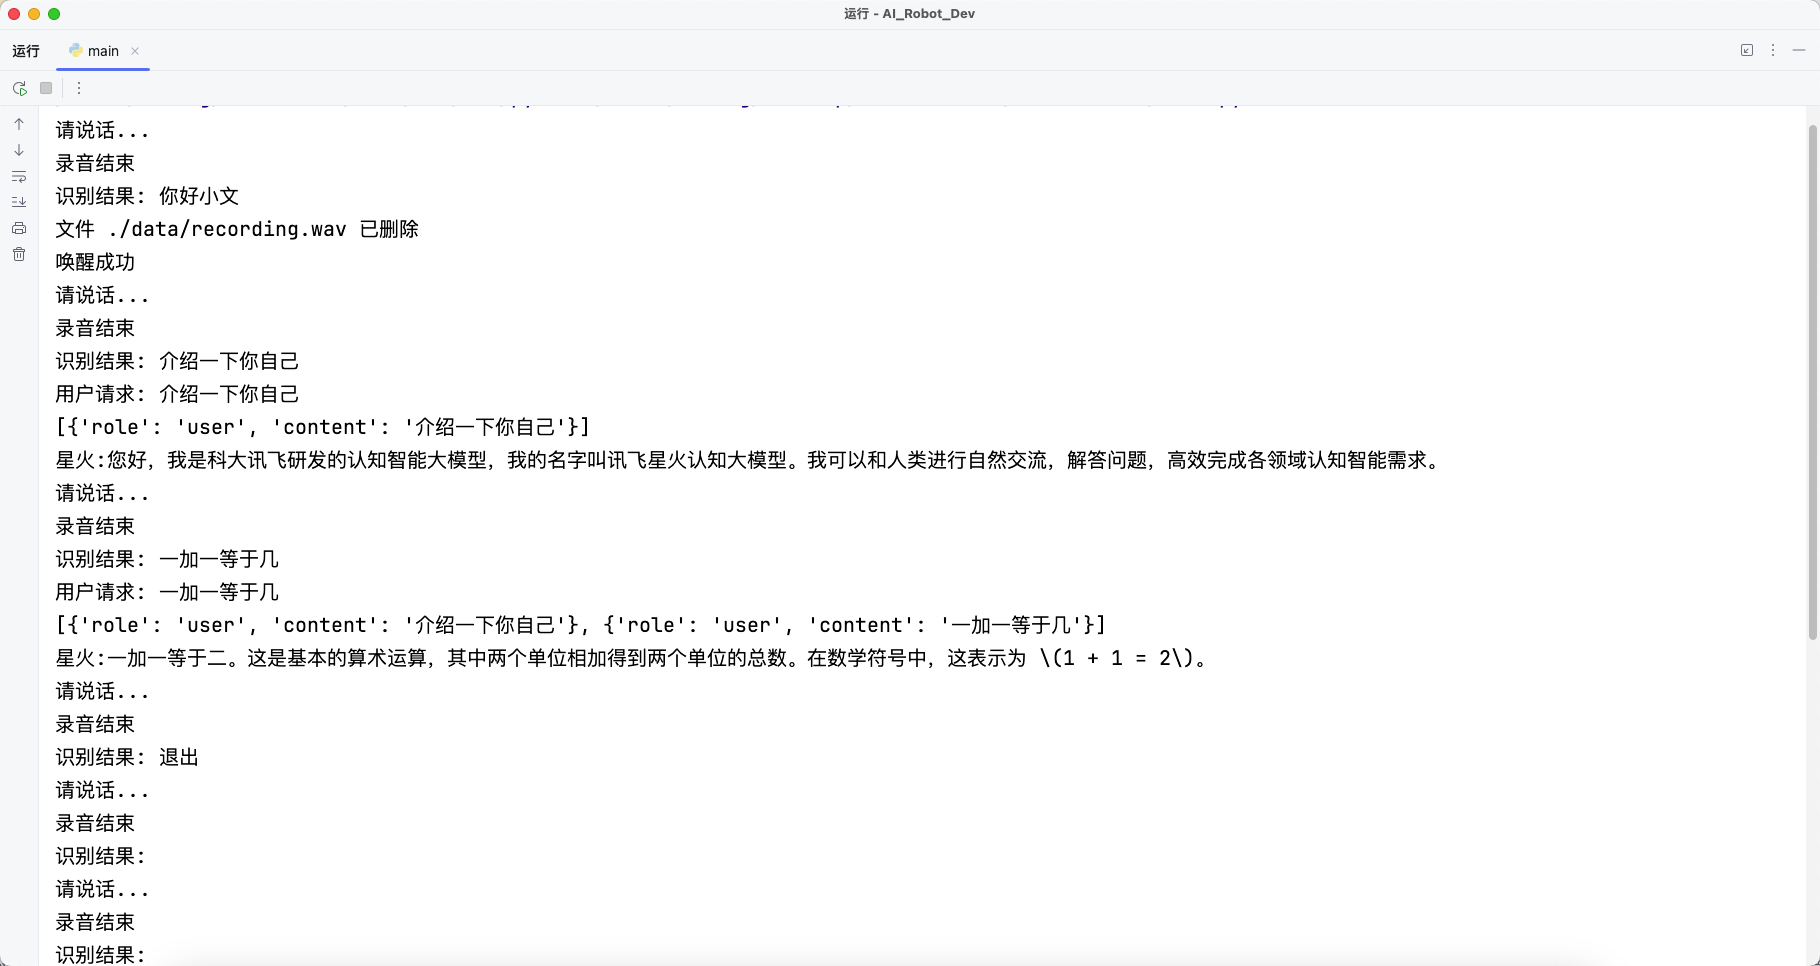 运行 - AI_Robot_Dev
运行 main
请说话...
录音结束
识别结果: 你好小文
文件 ./data/recording.wav 已删除
唤醒成功
请说话...
录音结束
识别结果: 介绍一下你自己
用户请求: 介绍一下你自己
[{'role': 'user', 'content': '介绍一下你自己'}]
星火:您好，我是科大讯飞研发的认知智能大模型，我的名字叫讯飞星火认知大模型。我可以和人类进行自然交流，解答问题，高效完成各领域认知智能需求。
请说话...
录音结束
识别结果: 一加一等于几
用户请求: 一加一等于几
[{'role': 'user', 'content': '介绍一下你自己'}, {'role': 'user', 'content': '一加一等于几'}]
星火:一加一等于二。这是基本的算术运算，其中两个单位相加得到两个单位的总数。在数学符号中，这表示为 \(1 + 1 = 2\)。
请说话...
录音结束
识别结果: 退出
请说话...
录音结束
识别结果:
请说话...
录音结束
识别结果: